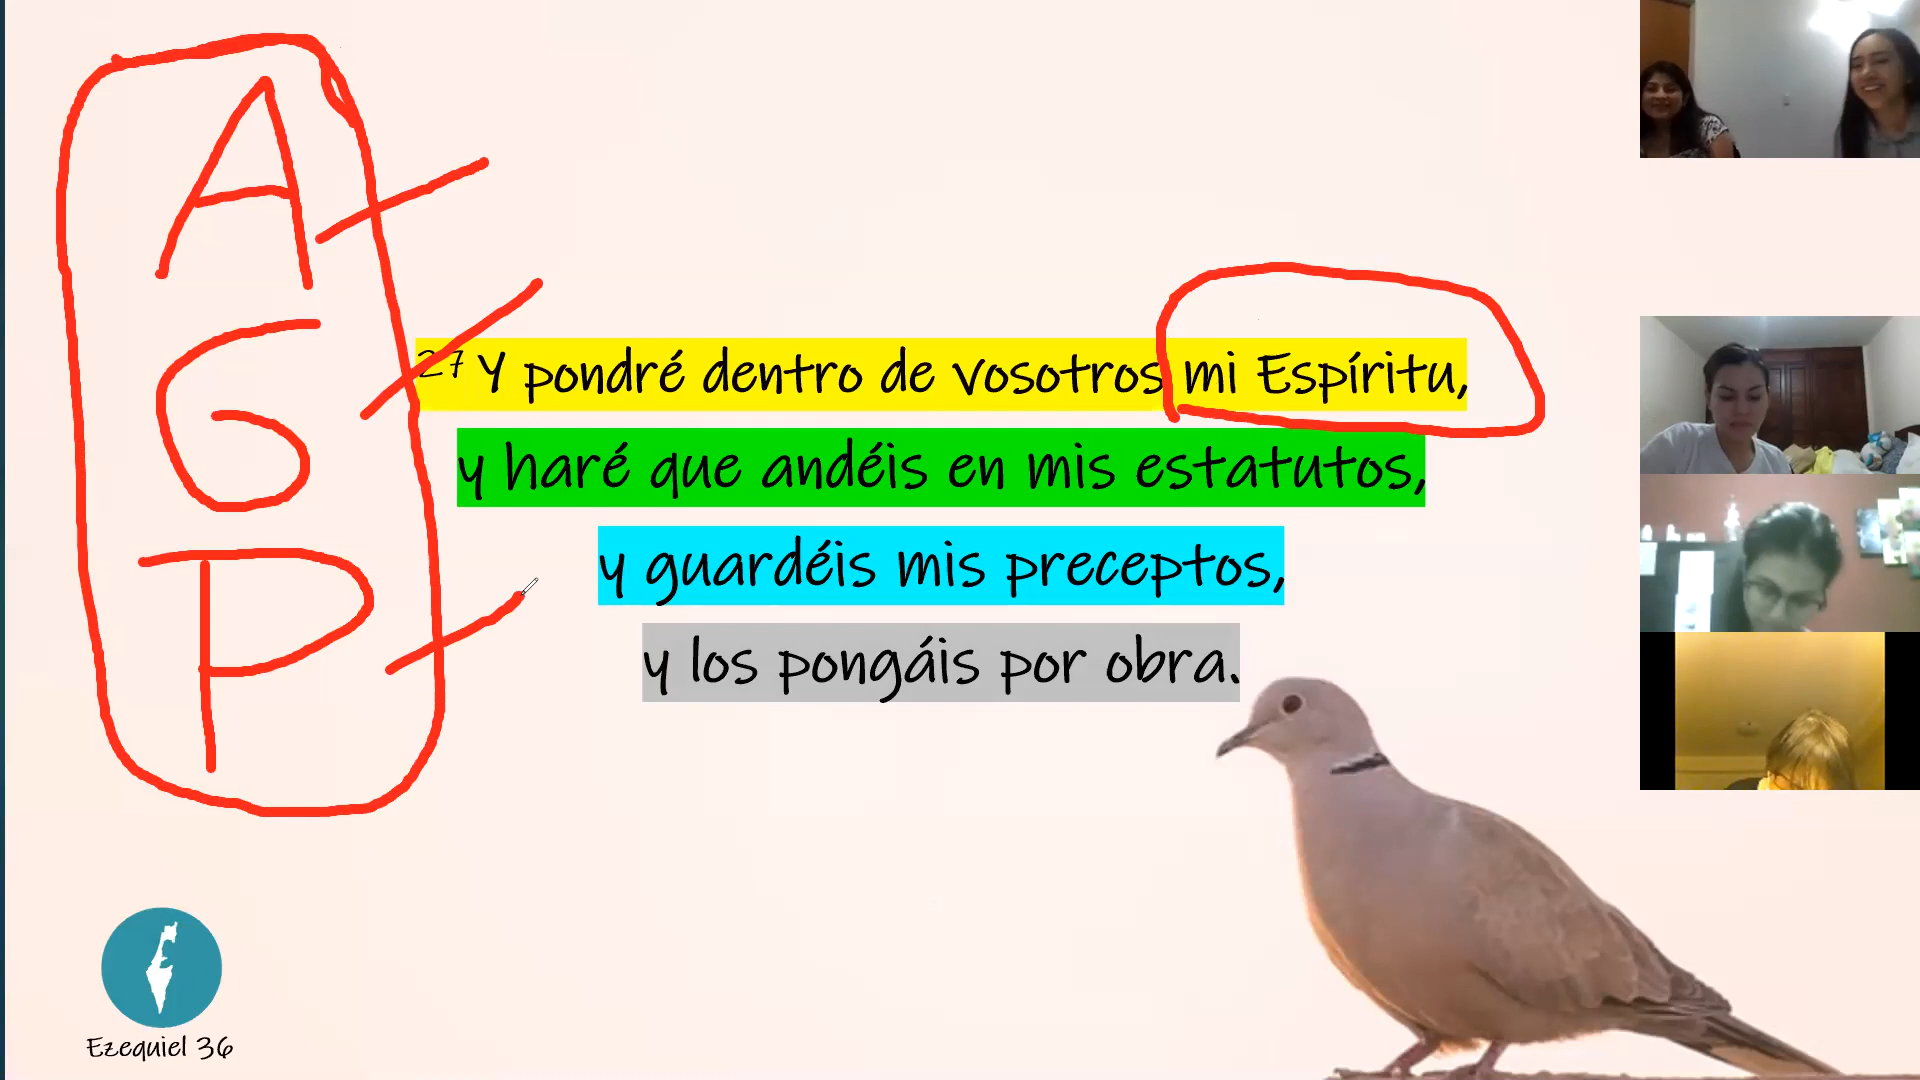 A
G
P
27 Y pondré dentro de vosotros mi Espíritu,
y haré que andéis en mis estatutos,
y guardéis mis preceptos,
y los pongáis por obra.
Ezequiel 36